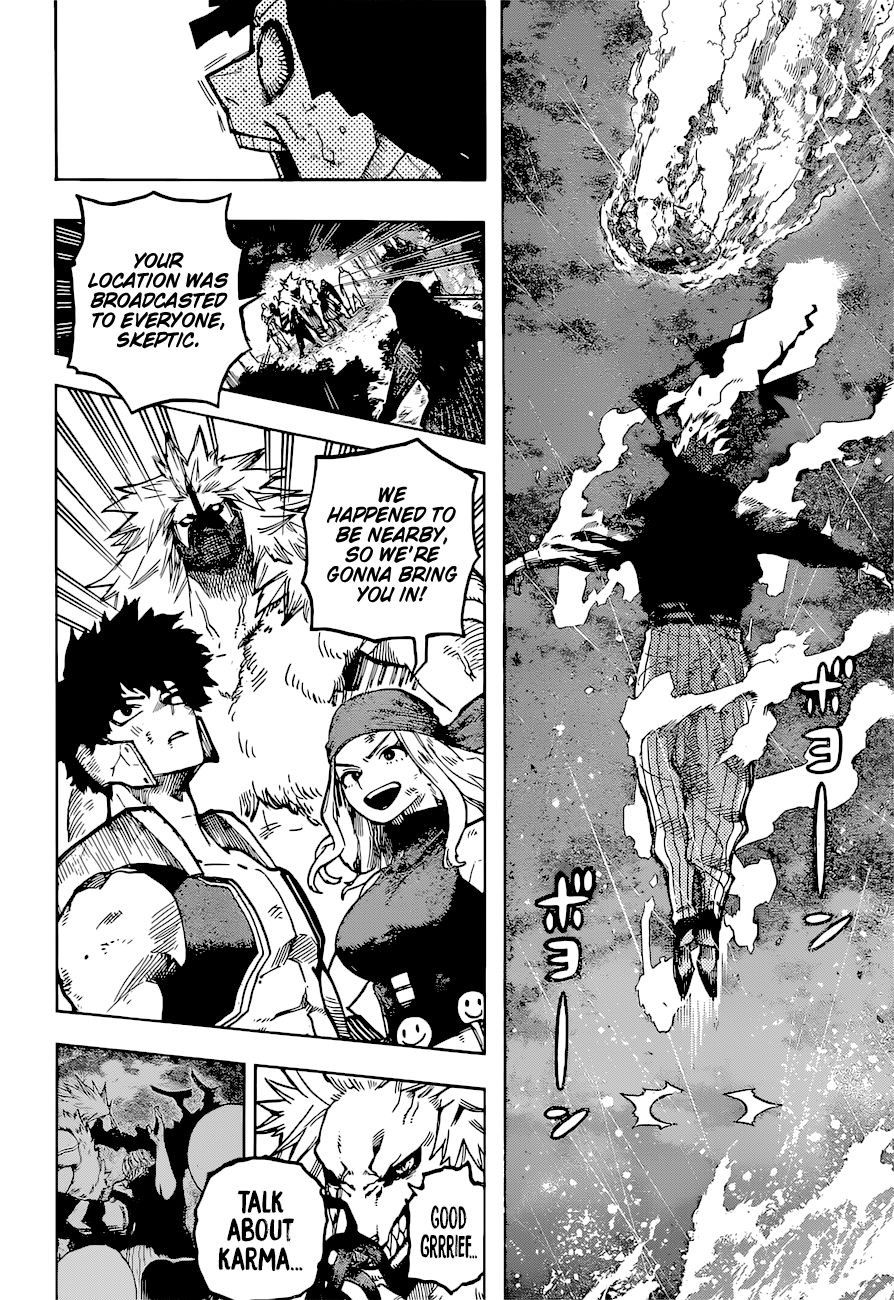 ボヨーン
ボヨーン
YOUR
LOCATION WAS
BROADCASTED
TO EVERYONE,
SKEPTIC.
WE
HAPPENED TO
BE NEARBY,
SO WE'RE
GONNA BRING
YOU IN!
GOOD
GRRRIEF...
TALK
ABOUT
KARMA...